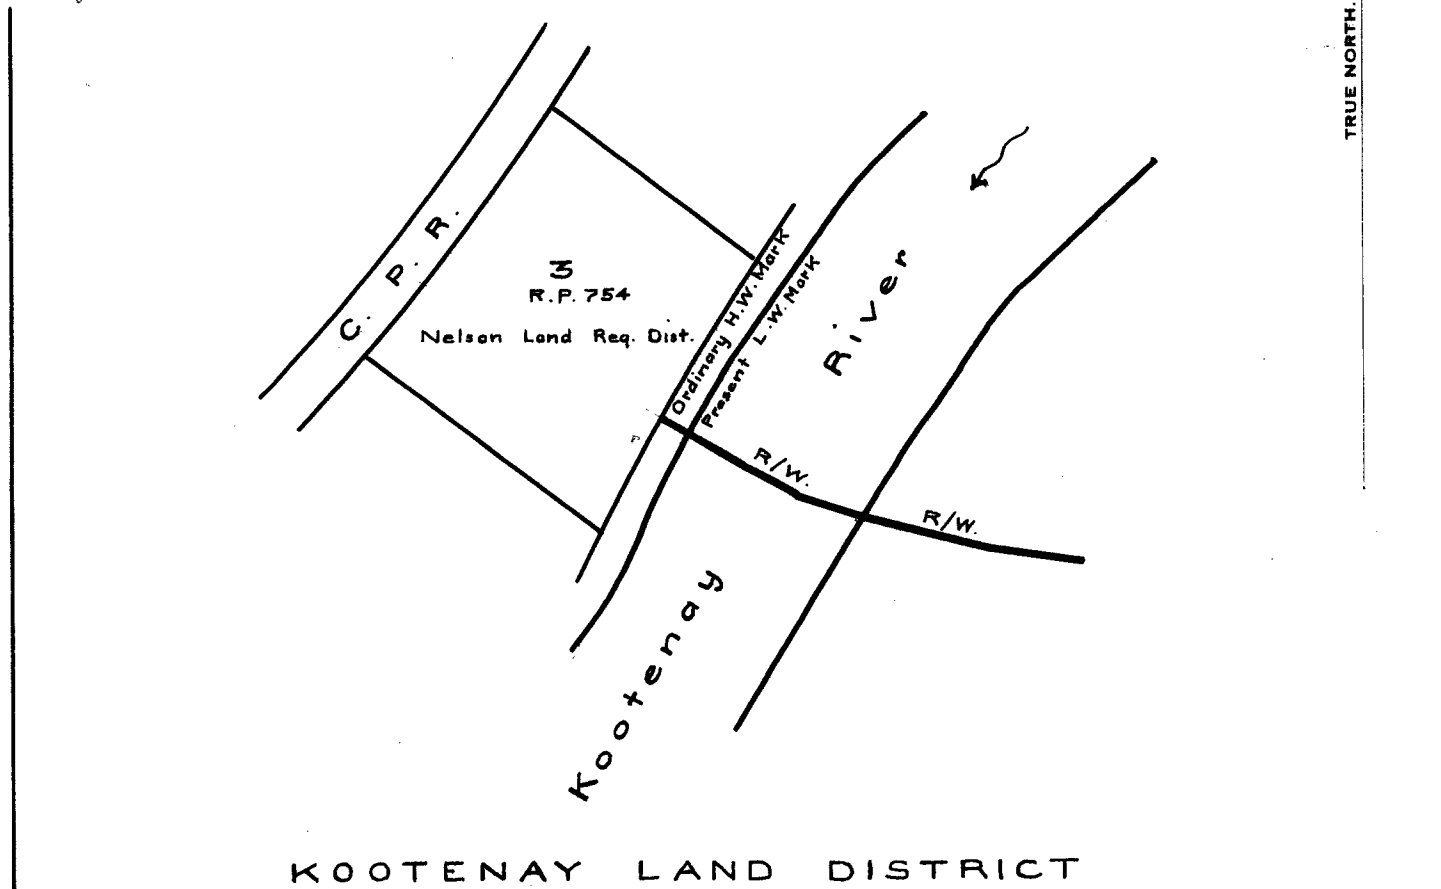 TRUE NORTH.
C. P. R.
3
R.P. 754
Nelson Land Reg. Dist.
Ordinary H.W. Mark
Present L.W. Mark
River
R/W.
R/W.
Kootenay
KOOTENAY LAND DISTRICT